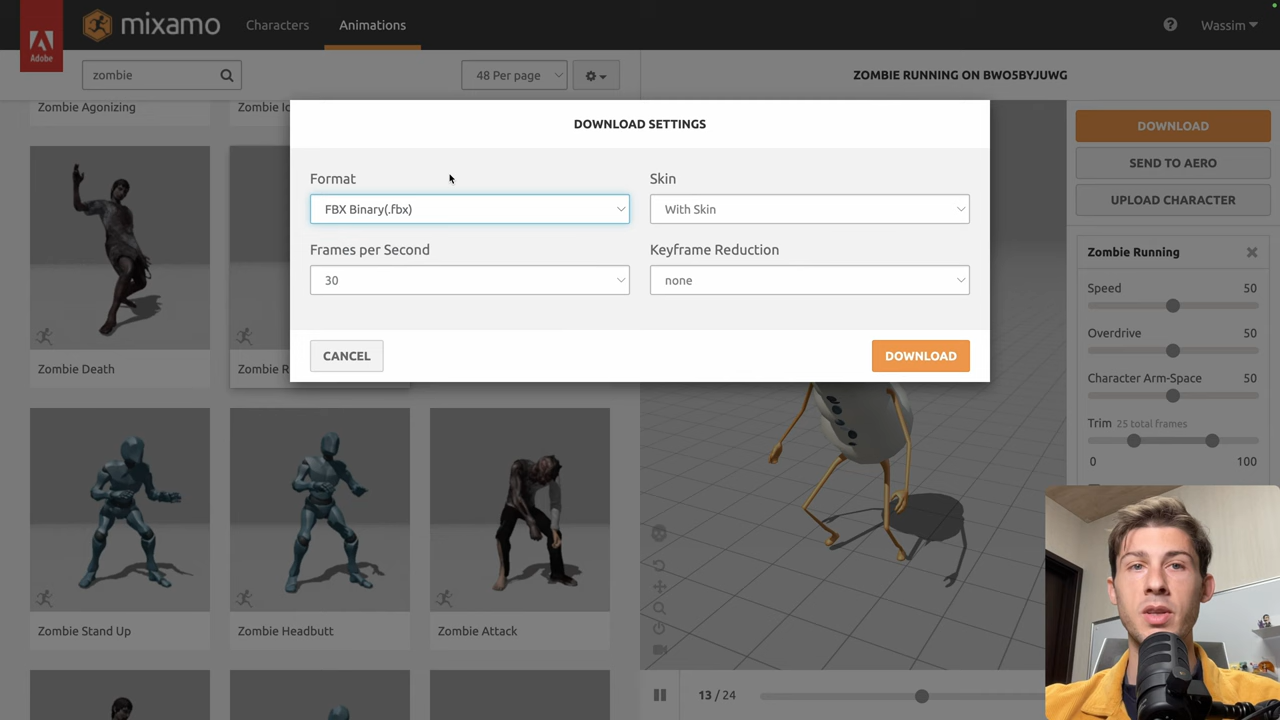 Adobe
mixamo
Characters
Animations
Wassim
zombie
48 Per page
ZOMBIE RUNNING ON BWO5BYJUWG
Zombie Agonizing
DOWNLOAD SETTINGS
Format
FBX Binary(.fbx)
Skin
With Skin
Frames per Second
30
Keyframe Reduction
none
CANCEL
DOWNLOAD
DOWNLOAD
SEND TO AERO
UPLOAD CHARACTER
Zombie Running
Speed 50
Overdrive 50
Character Arm-Space 50
Trim 25 total frames
0 100
Zombie Death
Zombie
Zombie Stand Up
Zombie Headbutt
Zombie Attack
13 / 24